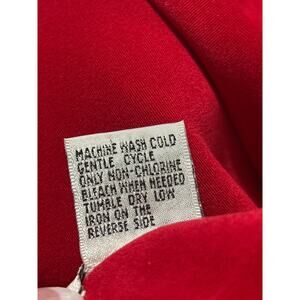 MACHINE WASH COLD
GENTLE CYCLE
ONLY NON-CHLORINE
BLEACH WHEN NEEDED
TUMBLE DRY LOW
IRON ON THE
REVERSE SIDE